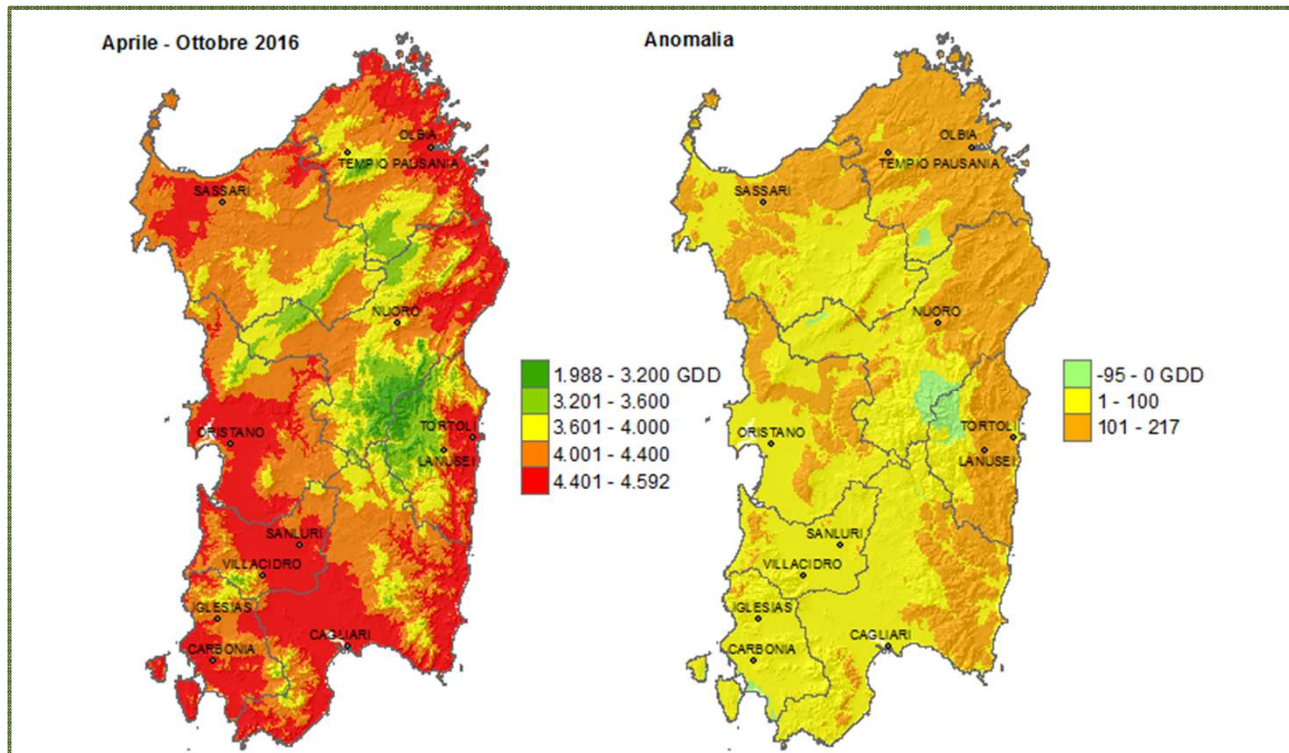 Aprile - Ottobre 2016
OLBIA
TEMPIO PAUSANIA
SASSARI
NUORO
ORISTANO
TORTOLI
LANUSEI
SANLURI
VILLACIDRO
IGLESIAS
CAGLIARI
CARBONIA
1.988 - 3.200 GDD
3.201 - 3.600
3.601 - 4.000
4.001 - 4.400
4.401 - 4.592
Anomalia
OLBIA
TEMPIO PAUSANIA
SASSARI
NUORO
ORISTANO
TORTOLI
LANUSEI
SANLURI
VILLACIDRO
IGLESIAS
CAGLIARI
CARBONIA
-95 - 0 GDD
1 - 100
101 - 217